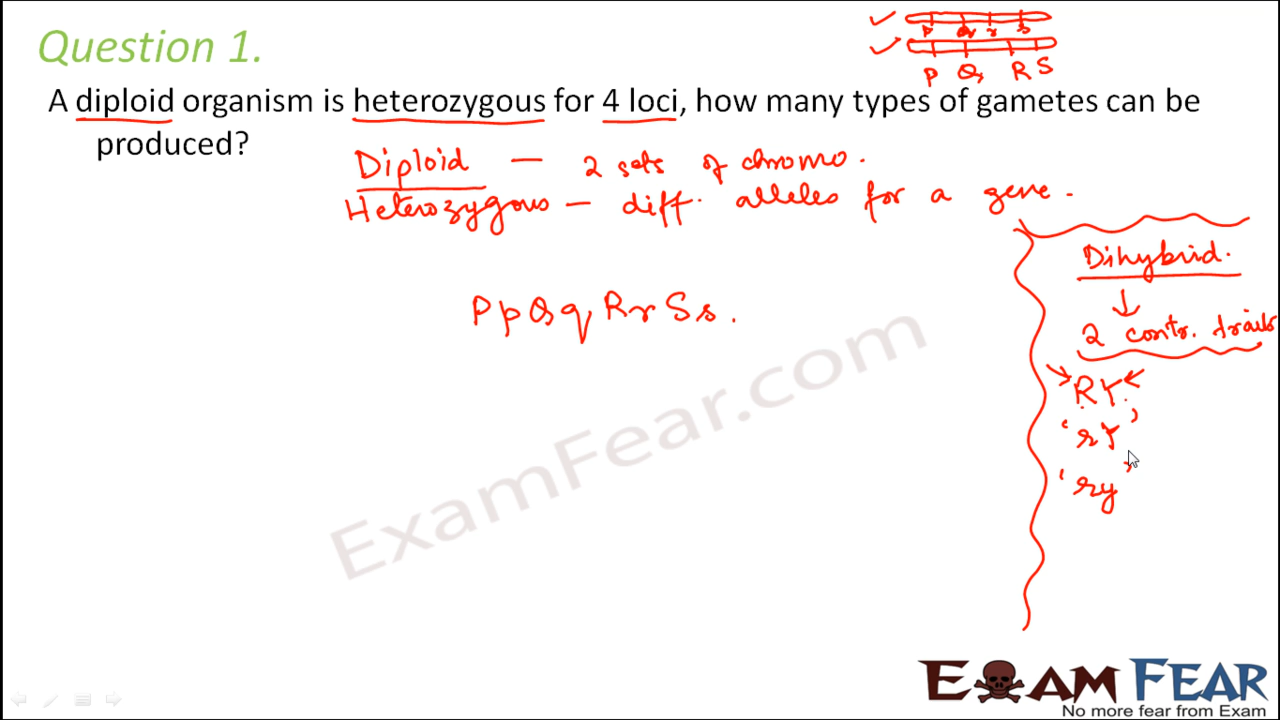 Question 1.
P Q r s
P Q R S
A diploid organism is heterozygous for 4 loci, how many types of gametes can be
produced?
Diploid — 2 sets of chromo.
Heterozygous — diff. alleles for a gene.
Dihybrid.
2 contr. traits
PpQqRrSs.
RY
rY
ry
ExamFear.com
EXAM FEAR
No more fear from Exam